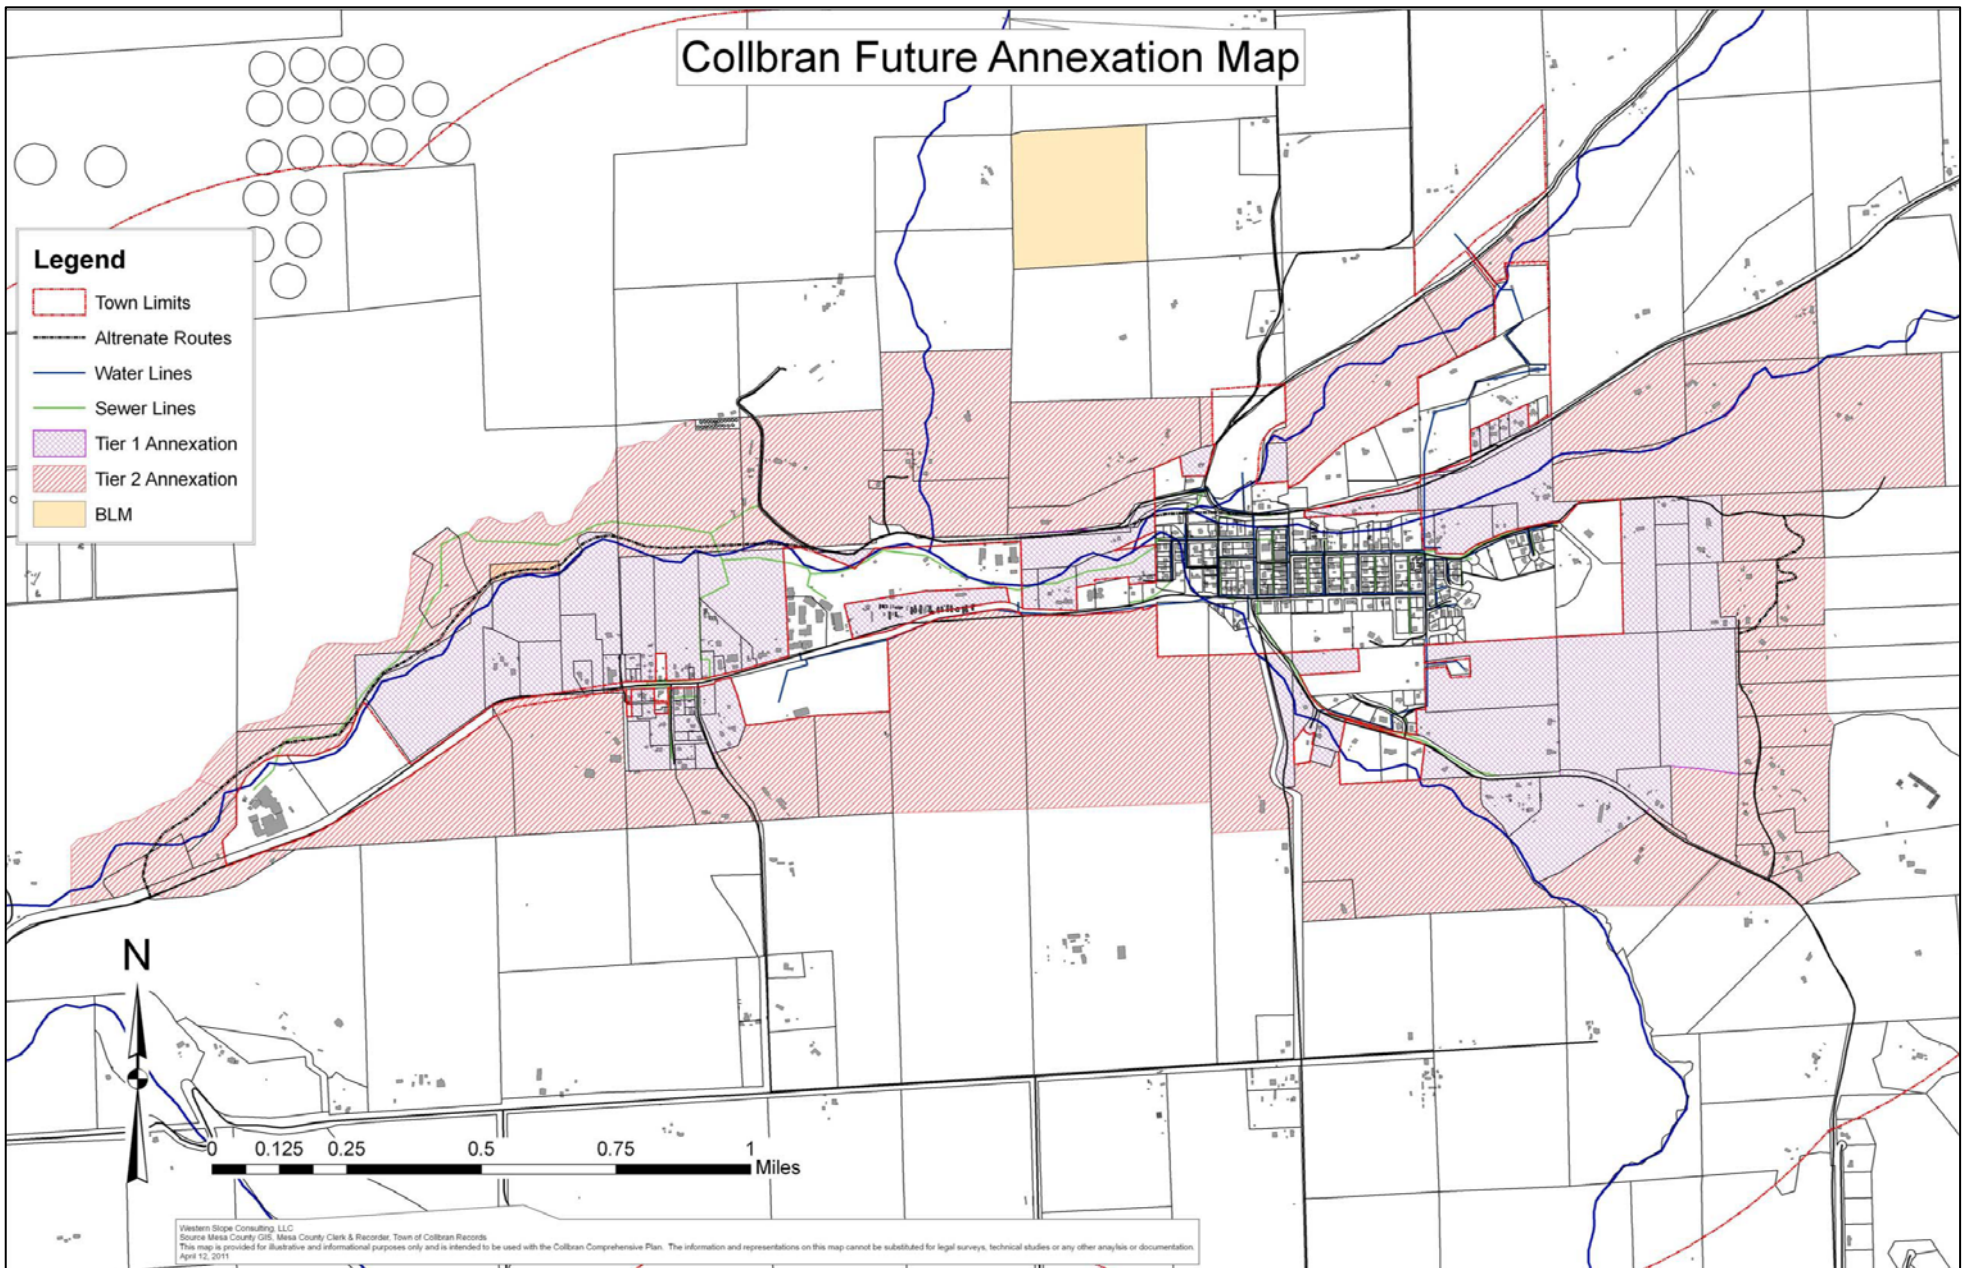 Collbran Future Annexation Map
Legend
Town Limits
Altrenate Routes
Water Lines
Sewer Lines
Tier 1 Annexation
Tier 2 Annexation
BLM
N
0 0.125 0.25 0.5 0.75 1
Miles
Western Slope Consulting, LLC
Source Mesa County GIS, Mesa County Clerk & Recorder, Town of Collbran Records
This map is provided for illustrative and informational purposes only and is intended to be used with the Collbran Comprehensive Plan. The information and representations on this map cannot be substituted for legal surveys, technical studies or any other anaylsis or documentation.
April 12, 2011